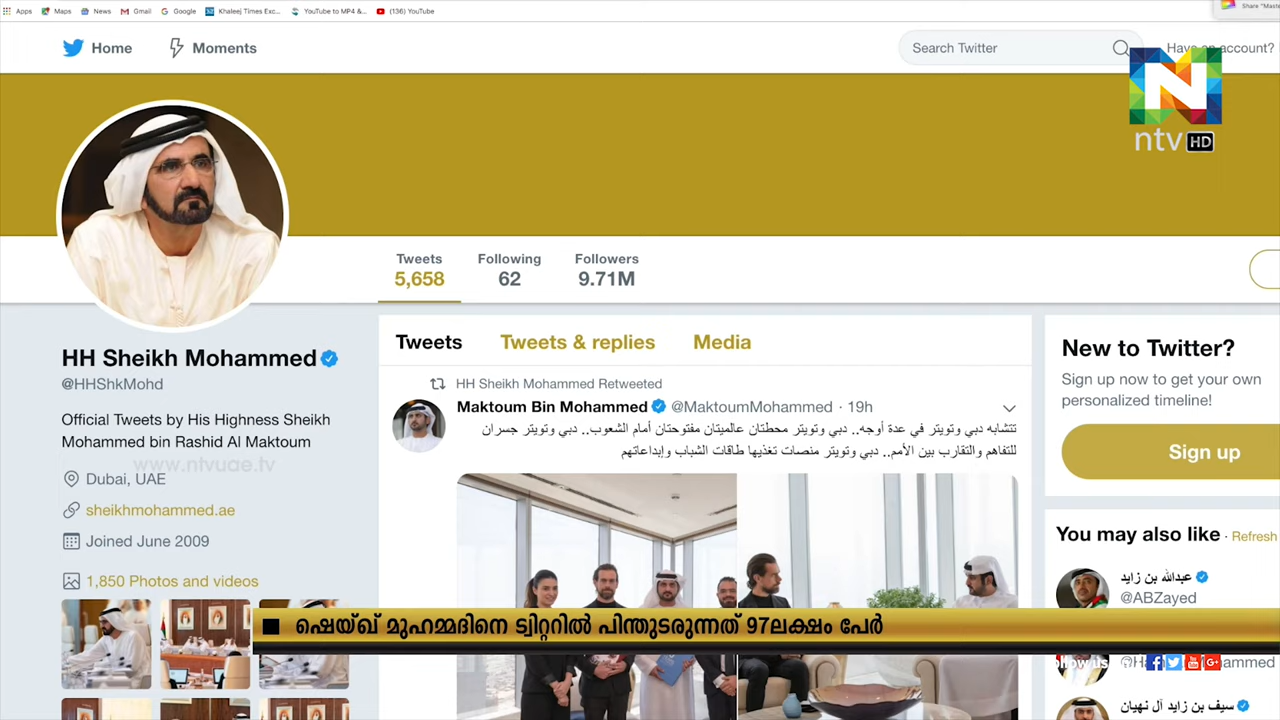 Apps Maps News Gmail Google Khaleej Times Exc... YouTube to MP4 &... (136) YouTube
Share "Maste
Home Moments
Search Twitter
Have an account?
N
ntv HD
Tweets Following Followers
5,658 62 9.71M
HH Sheikh Mohammed
@HHShkMohd
Official Tweets by His Highness Sheikh
Mohammed bin Rashid Al Maktoum
www.ntvuae.tv
Dubai, UAE
sheikhmohammed.ae
Joined June 2009
1,850 Photos and videos
Tweets Tweets & replies Media
HH Sheikh Mohammed Retweeted
Maktoum Bin Mohammed @MaktoumMohammed · 19h
تتشابه دبي وتويتر في عدة أوجه.. دبي وتويتر محطتان عالميتان مفتوحتان أمام الشعوب.. دبي وتويتر جسران
للتفاهم والتقارب بين الأمم.. دبي وتويتر منصات تغذيها طاقات الشباب وإبداعاتهم
New to Twitter?
Sign up now to get your own
personalized timeline!
Sign up
You may also like · Refresh
عبدالله بن زايد
@ABZayed
ഷെയ്ഖ് മുഹമ്മദിനെ ട്വിറ്ററിൽ പിന്തുടരുന്നത് 97ലക്ഷം പേർ
سيف بن زايد آل نهيان